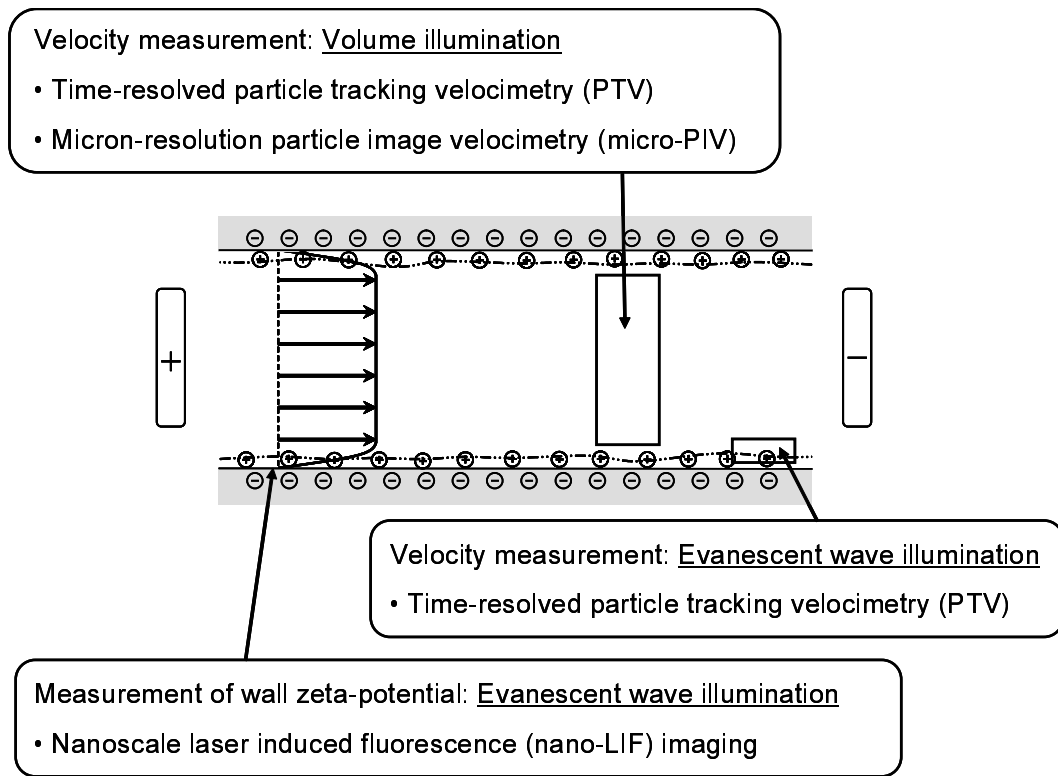 Velocity measurement: Volume illumination
• Time-resolved particle tracking velocimetry (PTV)
• Micron-resolution particle image velocimetry (micro-PIV)
− − − − − − − − − − − − − − − −
+ + + + + + + + + + + + +
+ −
+ + + + + + + + + + + + +
− − − − − − − − − − − − − − − −
Velocity measurement: Evanescent wave illumination
• Time-resolved particle tracking velocimetry (PTV)
Measurement of wall zeta-potential: Evanescent wave illumination
• Nanoscale laser induced fluorescence (nano-LIF) imaging